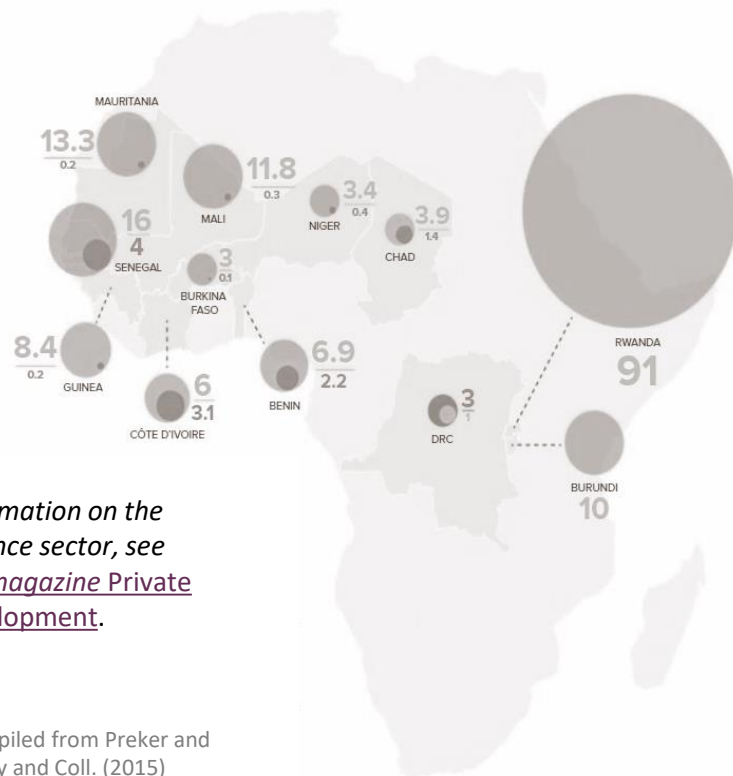 MAURITANIA
13.3
0.2
11.8
0.3
MALI
3.4
0.4
NIGER
3.9
1.4
CHAD
16
4
SENEGAL
3
0.1
BURKINA
FASO
RWANDA
91
8.4
0.2
GUINEA
6
3.1
CÔTE D'IVOIRE
6.9
2.2
BENIN
3
1
DRC
BURUNDI
10
mation on the
nce sector, see
magazine Private
lopment.
piled from Preker and
y and Coll. (2015)